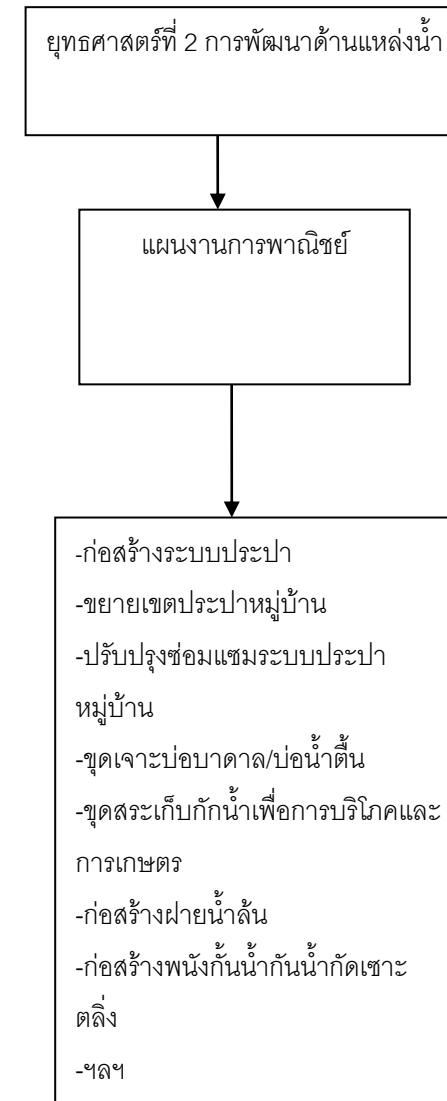 ยุทธศาสตร์ที่ 2 การพัฒนาด้านแหล่งน้ำ
แผนงานการพาณิชย์
-ก่อสร้างระบบประปา
-ขยายเขตประปาหมู่บ้าน
-ปรับปรุงซ่อมแซมระบบประปา
หมู่บ้าน
-ขุดเจาะบ่อบาดาล/บ่อน้ำตื้น
-ขุดสระเก็บกักน้ำเพื่อการบริโภคและ
การเกษตร
-ก่อสร้างฝายน้ำล้น
-ก่อสร้างพนังกั้นน้ำกันน้ำกัดเซาะ
ตลิ่ง
-ฯลฯ